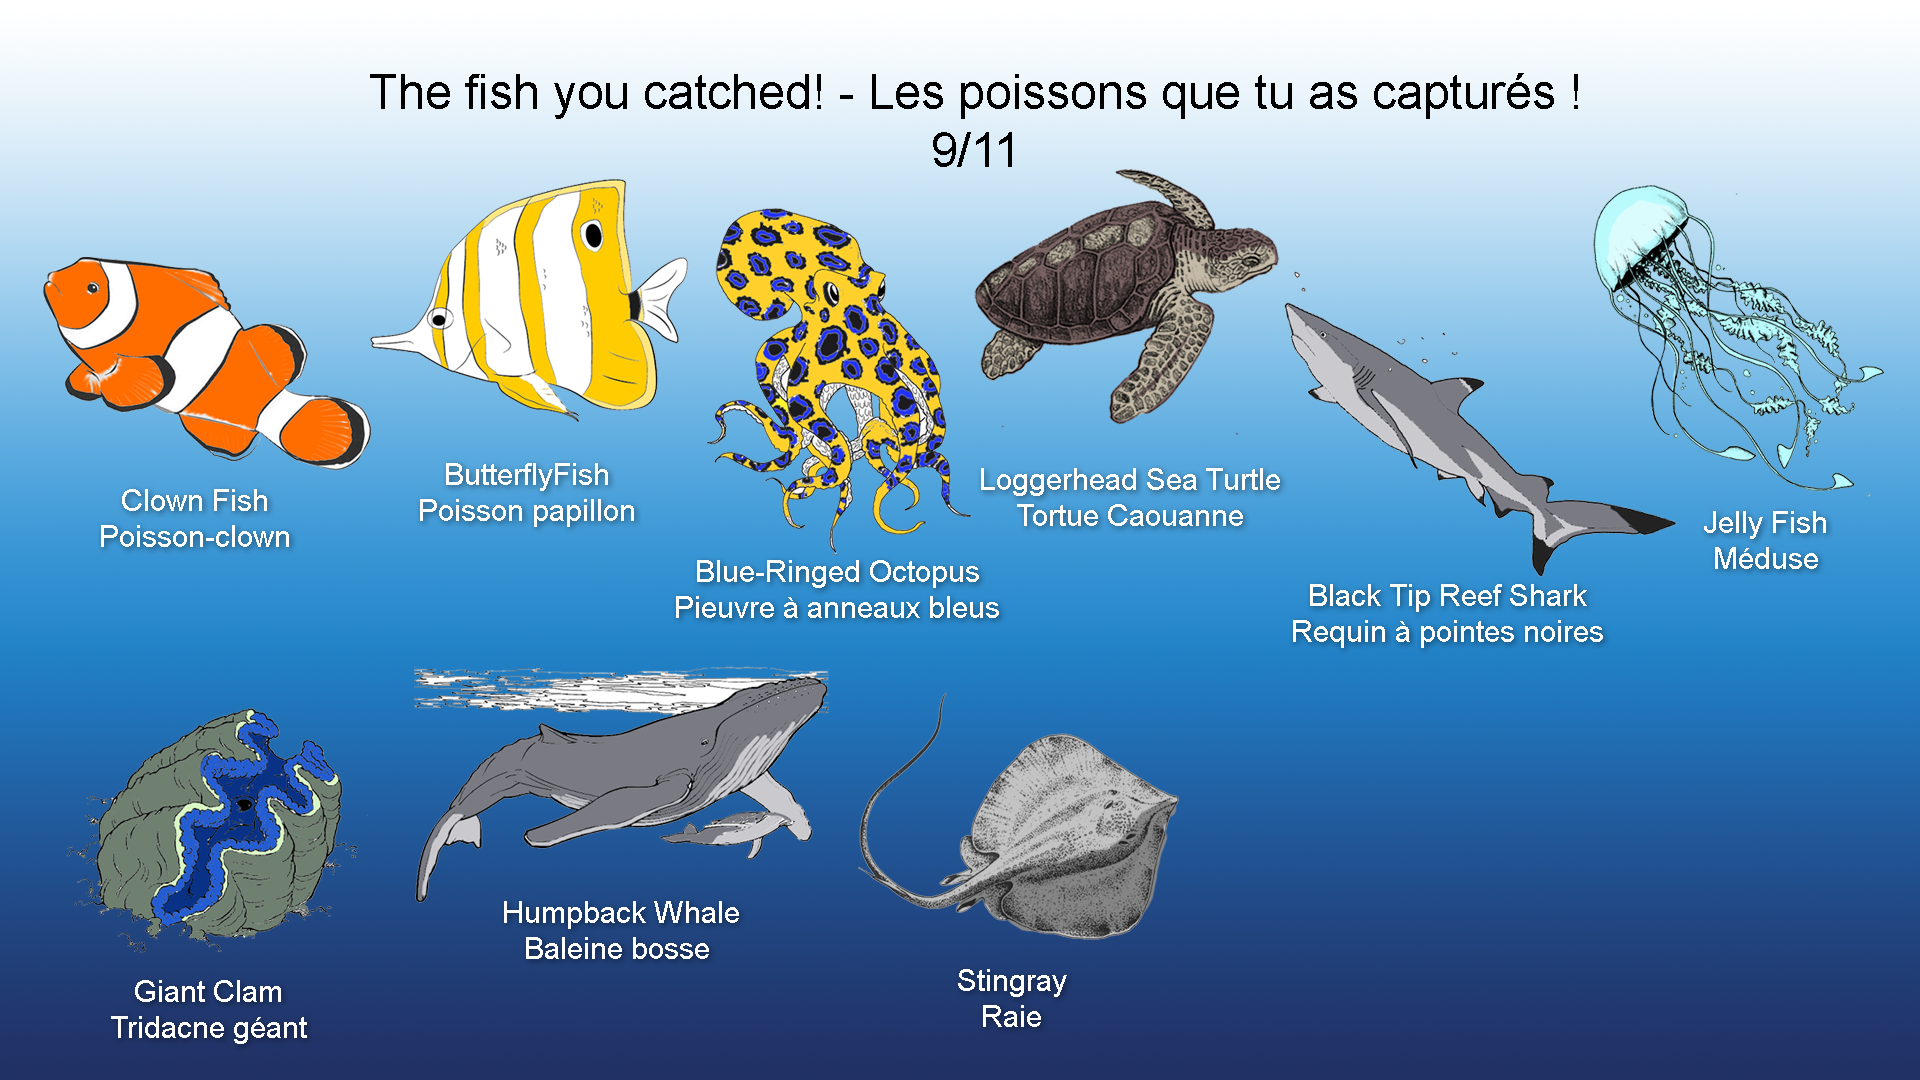 The fish you catched! - Les poissons que tu as capturés !
9/11
Clown Fish
Poisson-clown
ButterflyFish
Poisson papillon
Blue-Ringed Octopus
Pieuvre à anneaux bleus
Loggerhead Sea Turtle
Tortue Caouanne
Black Tip Reef Shark
Requin à pointes noires
Jelly Fish
Méduse
Giant Clam
Tridacne géant
Humpback Whale
Baleine bosse
Stingray
Raie